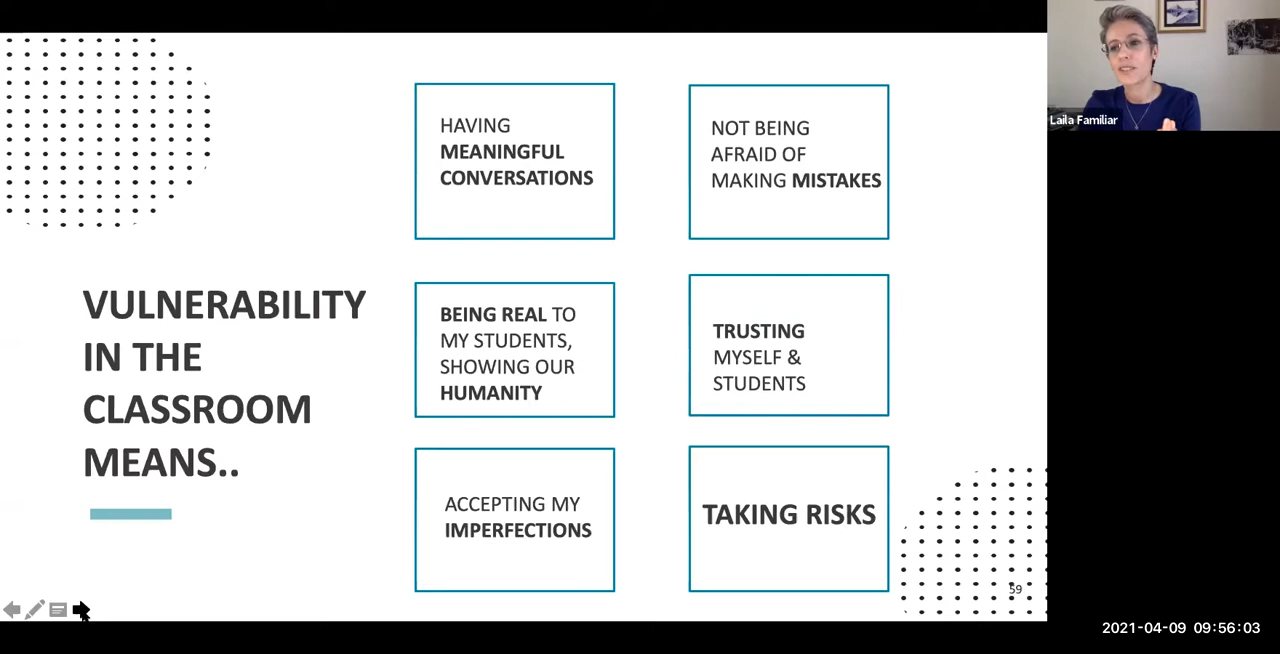 VULNERABILITY
IN THE
CLASSROOM
MEANS..
HAVING
MEANINGFUL
CONVERSATIONS
NOT BEING
AFRAID OF
MAKING MISTAKES
BEING REAL TO
MY STUDENTS,
SHOWING OUR
HUMANITY
TRUSTING
MYSELF &
STUDENTS
ACCEPTING MY
IMPERFECTIONS
TAKING RISKS
59
Laila Familiar
2021-04-09 09:56:03